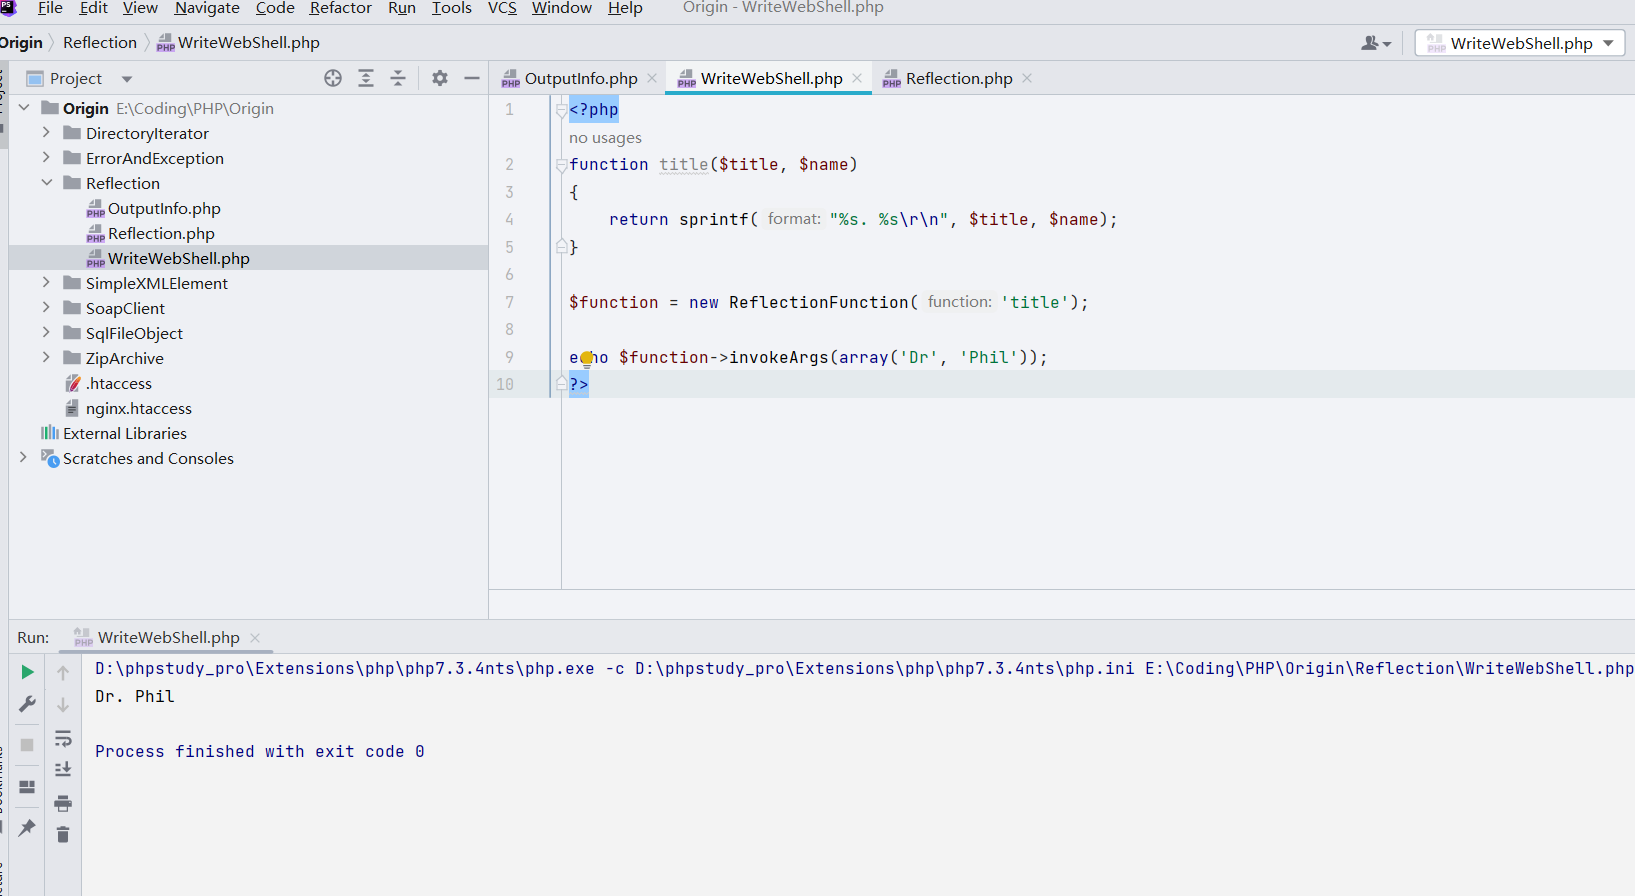 File Edit View Navigate Code Refactor Run Tools VCS Window Help Origin - WriteWebShell.php
Origin Reflection WriteWebShell.php WriteWebShell.php
Project
OutputInfo.php WriteWebShell.php Reflection.php
Origin E:\Coding\PHP\Origin
DirectoryIterator
ErrorAndException
Reflection
OutputInfo.php
Reflection.php
WriteWebShell.php
SimpleXMLElement
SoapClient
SqlFileObject
ZipArchive
.htaccess
nginx.htaccess
External Libraries
Scratches and Consoles
1 <?php
no usages
2 function title($title, $name)
3 {
4 return sprintf( format: "%s. %s\r\n", $title, $name);
5 }
6
7 $function = new ReflectionFunction( function: 'title');
8
9 echo $function->invokeArgs(array('Dr', 'Phil'));
10 ?>
Run: WriteWebShell.php
D:\phpstudy_pro\Extensions\php\php7.3.4nts\php.exe -c D:\phpstudy_pro\Extensions\php\php7.3.4nts\php.ini E:\Coding\PHP\Origin\Reflection\WriteWebShell.php
Dr. Phil
Process finished with exit code 0